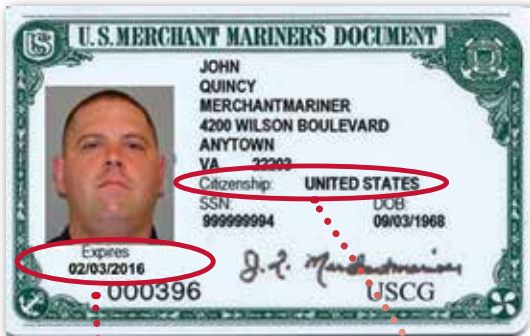 U.S. MERCHANT MARINER'S DOCUMENT
JOHN
QUINCY
MERCHANTMARINER
4200 WILSON BOULEVARD
ANYTOWN
VA 22203
Citizenship: UNITED STATES
SSN: DOB:
999999994 09/03/1968
Expires
02/03/2016
J. Q. Merchantmariner
000396 USCG